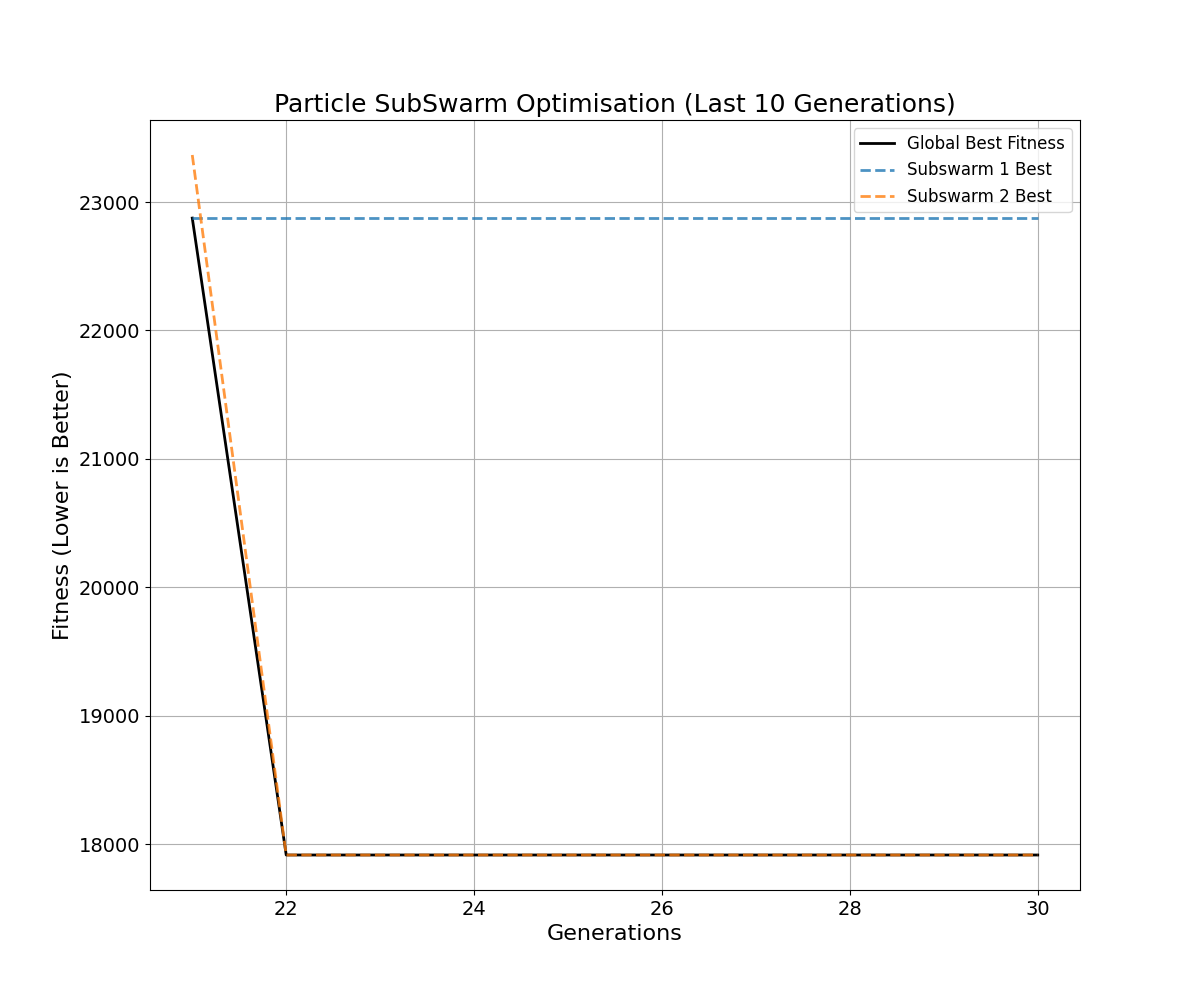 Particle SubSwarm Optimisation (Last 10 Generations)
Global Best Fitness
Subswarm 1 Best
Subswarm 2 Best
Fitness (Lower is Better)
23000
22000
21000
20000
19000
18000
22 24 26 28 30
Generations